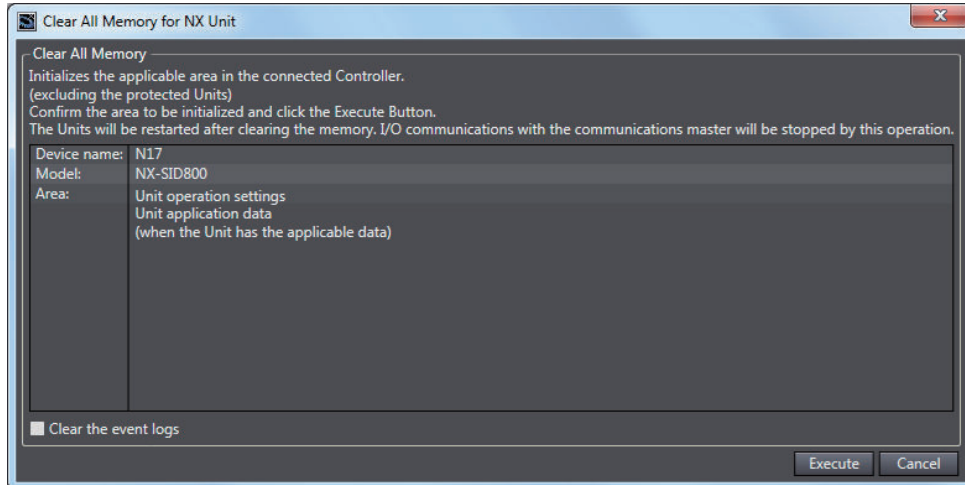 Clear All Memory for NX Unit
Clear All Memory
Initializes the applicable area in the connected Controller.
(excluding the protected Units)
Confirm the area to be initialized and click the Execute Button.
The Units will be restarted after clearing the memory. I/O communications with the communications master will be stopped by this operation.
Device name: N17
Model: NX-SID800
Area: Unit operation settings
Unit application data
(when the Unit has the applicable data)
Clear the event logs
Execute Cancel